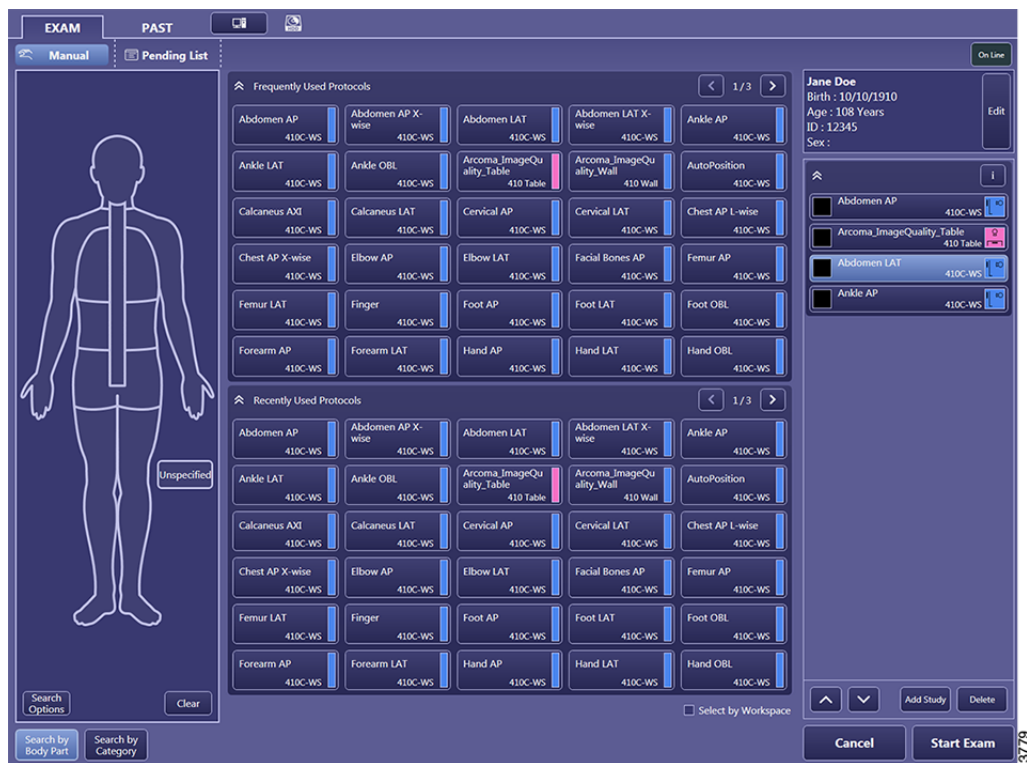 EXAM PAST
Manual Pending List
On Line
Unspecified
Search
Options
Clear
Search by
Body Part
Search by
Category
Frequently Used Protocols 1/3
Abdomen AP Abdomen AP X-
wise Abdomen LAT Abdomen LAT X-
wise Ankle AP
410C-WS 410C-WS 410C-WS 410C-WS 410C-WS
Ankle LAT Ankle OBL Arcoma_ImageQu
ality_Table Arcoma_ImageQu
ality_Wall AutoPosition
410C-WS 410C-WS 410 Table 410 Wall 410C-WS
Calcaneus AXI Calcaneus LAT Cervical AP Cervical LAT Chest AP L-wise
410C-WS 410C-WS 410C-WS 410C-WS 410C-WS
Chest AP X-wise Elbow AP Elbow LAT Facial Bones AP Femur AP
410C-WS 410C-WS 410C-WS 410C-WS 410C-WS
Femur LAT Finger Foot AP Foot LAT Foot OBL
410C-WS 410C-WS 410C-WS 410C-WS 410C-WS
Forearm AP Forearm LAT Hand AP Hand LAT Hand OBL
410C-WS 410C-WS 410C-WS 410C-WS 410C-WS
Recently Used Protocols 1/3
Abdomen AP Abdomen AP X-
wise Abdomen LAT Abdomen LAT X-
wise Ankle AP
410C-WS 410C-WS 410C-WS 410C-WS 410C-WS
Ankle LAT Ankle OBL Arcoma_ImageQu
ality_Table Arcoma_ImageQu
ality_Wall AutoPosition
410C-WS 410C-WS 410 Table 410 Wall 410C-WS
Calcaneus AXI Calcaneus LAT Cervical AP Cervical LAT Chest AP L-wise
410C-WS 410C-WS 410C-WS 410C-WS 410C-WS
Chest AP X-wise Elbow AP Elbow LAT Facial Bones AP Femur AP
410C-WS 410C-WS 410C-WS 410C-WS 410C-WS
Femur LAT Finger Foot AP Foot LAT Foot OBL
410C-WS 410C-WS 410C-WS 410C-WS 410C-WS
Forearm AP Forearm LAT Hand AP Hand LAT Hand OBL
410C-WS 410C-WS 410C-WS 410C-WS 410C-WS
Select by Workspace
Jane Doe
Birth : 10/10/1910
Age : 108 Years
ID : 12345
Sex :
Edit
i
Abdomen AP
410C-WS
Arcoma_ImageQuality_Table
410 Table
Abdomen LAT
410C-WS
Ankle AP
410C-WS
Add Study Delete
Cancel Start Exam
3779